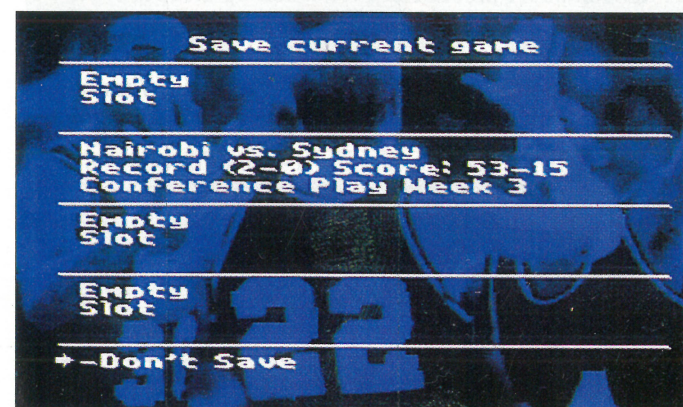 Save current game
Empty
Slot
Nairobi vs. Sydney
Record (2-0) Score: 53-15
Conference Play Week 3
Empty
Slot
Empty
Slot
22
→-Don't Save